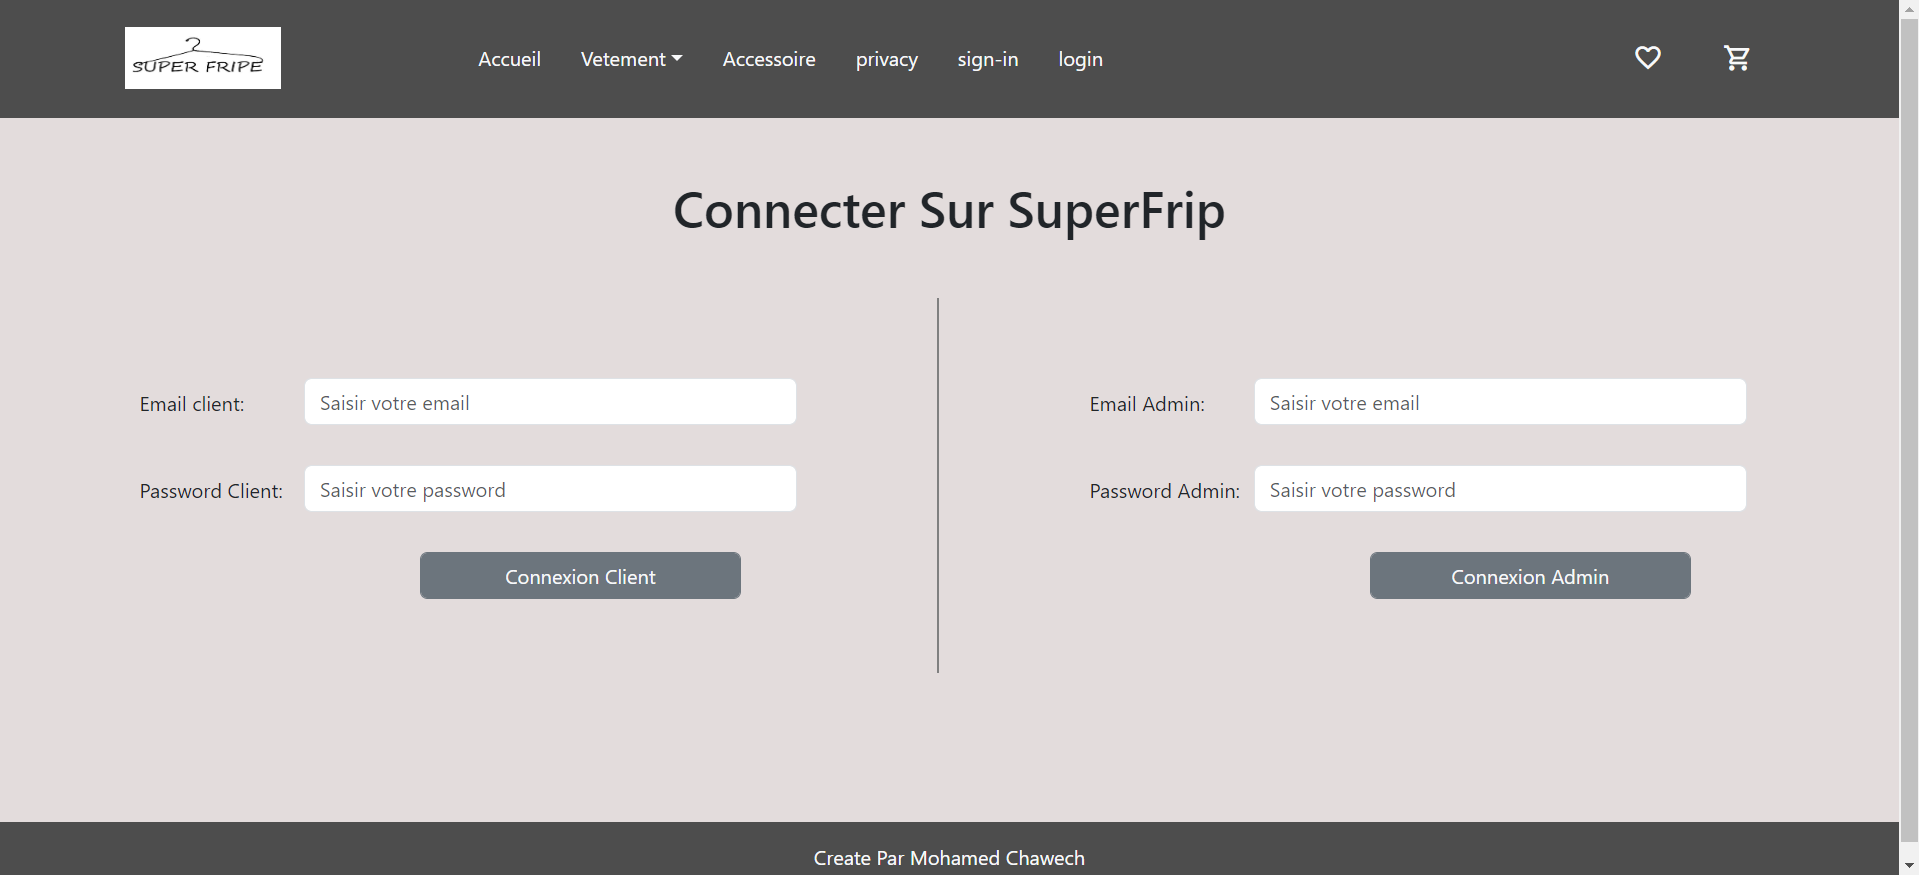 SUPER FRIPE
Accueil Vetement Accessoire privacy sign-in login
Connecter Sur SuperFrip
Email client: Saisir votre email
Password Client: Saisir votre password
Connexion Client
Email Admin: Saisir votre email
Password Admin: Saisir votre password
Connexion Admin
Create Par Mohamed Chawech